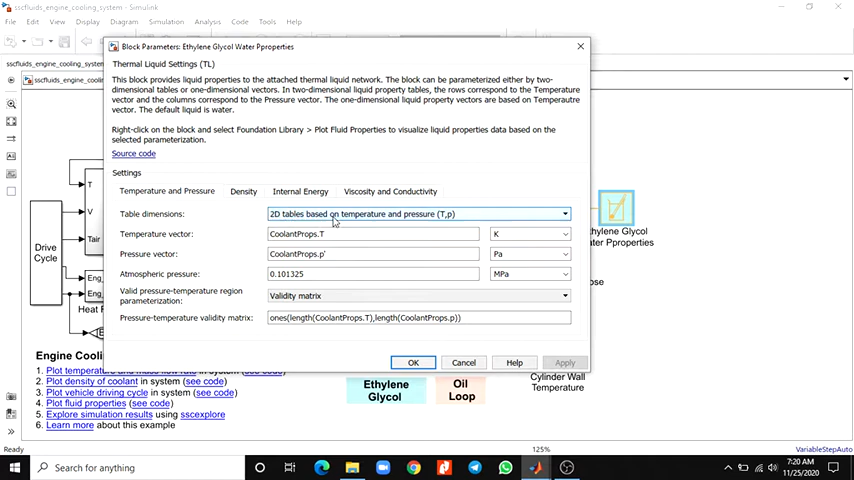 sscfluids_engine_cooling_system - Simulink
File Edit View Display Diagram Simulation Analysis Code Tools Help
sscfluids_engine_cooling_system
sscfluids_engine_cooling_sy
Block Parameters: Ethylene Glycol Water Pproperties
Thermal Liquid Settings (TL)
This block provides liquid properties to the attached thermal liquid network. The block can be parameterized either by two-
dimensional tables or one-dimensional vectors. In two-dimensional liquid property tables, the rows correspond to the Temperature
vector and the columns correspond to the Pressure vector. The one-dimensional liquid property vectors are based on Temperautre
vector. The default liquid is water.
Right-click on the block and select Foundation Library > Plot Fluid Properties to visualize liquid properties data based on the
selected parameterization.
Source code
Settings
Temperature and Pressure Density Internal Energy Viscosity and Conductivity
Table dimensions: 2D tables based on temperature and pressure (T,p)
Temperature vector: CoolantProps.T K
Pressure vector: CoolantProps.p' Pa
Atmospheric pressure: 0.101325 MPa
Valid pressure-temperature region
parameterization: Validity matrix
Pressure-temperature validity matrix: ones(length(CoolantProps.T),length(CoolantProps.p))
OK Cancel Help Apply
T
V
Tair
Drive
Cycle
Eng_
Eng_
Heat F
(E
thylene Glycol
ater Pproperties
ose
Engine Cooli
1. Plot temperature and mass flow rate in system (see code)
2. Plot density of coolant in system (see code)
3. Plot vehicle driving cycle in system (see code)
4. Plot fluid properties (see code)
5. Explore simulation results using sscexplore
6. Learn more about this example
Ethylene
Glycol
Oil
Loop
Cylinder Wall
Temperature
Ready 125% VariableStepAuto
Search for anything
7:20 AM
11/25/2020